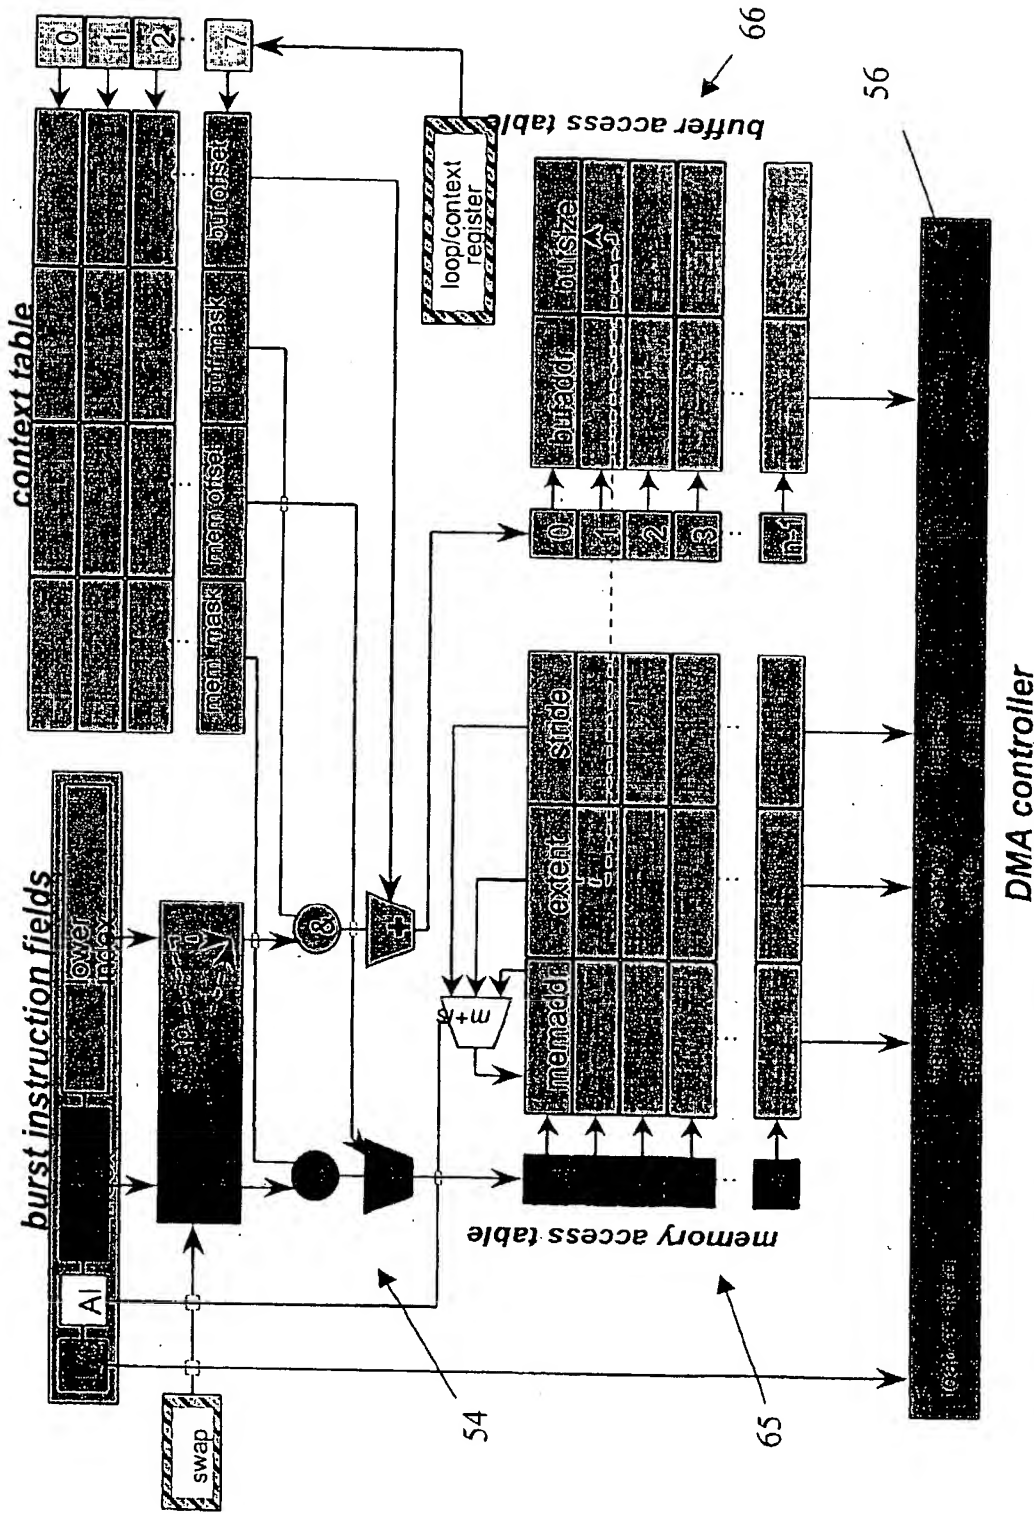 burst instruction fields
context table
L/S
AI
lower
index
swap
0
1
2
7
mem mask
mem offset
buf mask
buf offset
&
+
loop/context
register
54
m+/s
memaddr
extent
stride
0
1
2
3
n-1
bufaddr
bufsize
memory access table
buffer access table
65
66
56
DMA controller